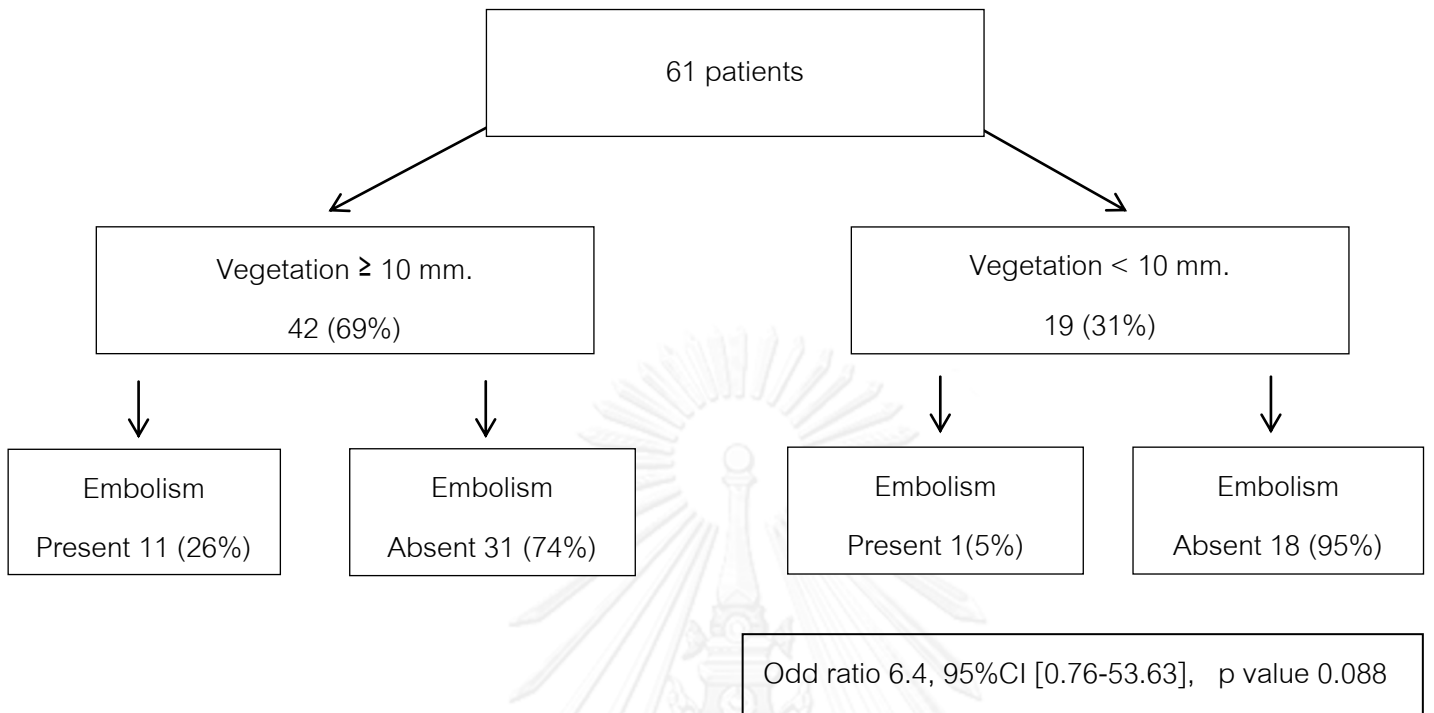 61 patients
Vegetation ≥ 10 mm.
42 (69%)
Vegetation < 10 mm.
19 (31%)
Embolism
Present 11 (26%)
Embolism
Absent 31 (74%)
Embolism
Present 1(5%)
Embolism
Absent 18 (95%)
Odd ratio 6.4, 95%CI [0.76-53.63], p value 0.088